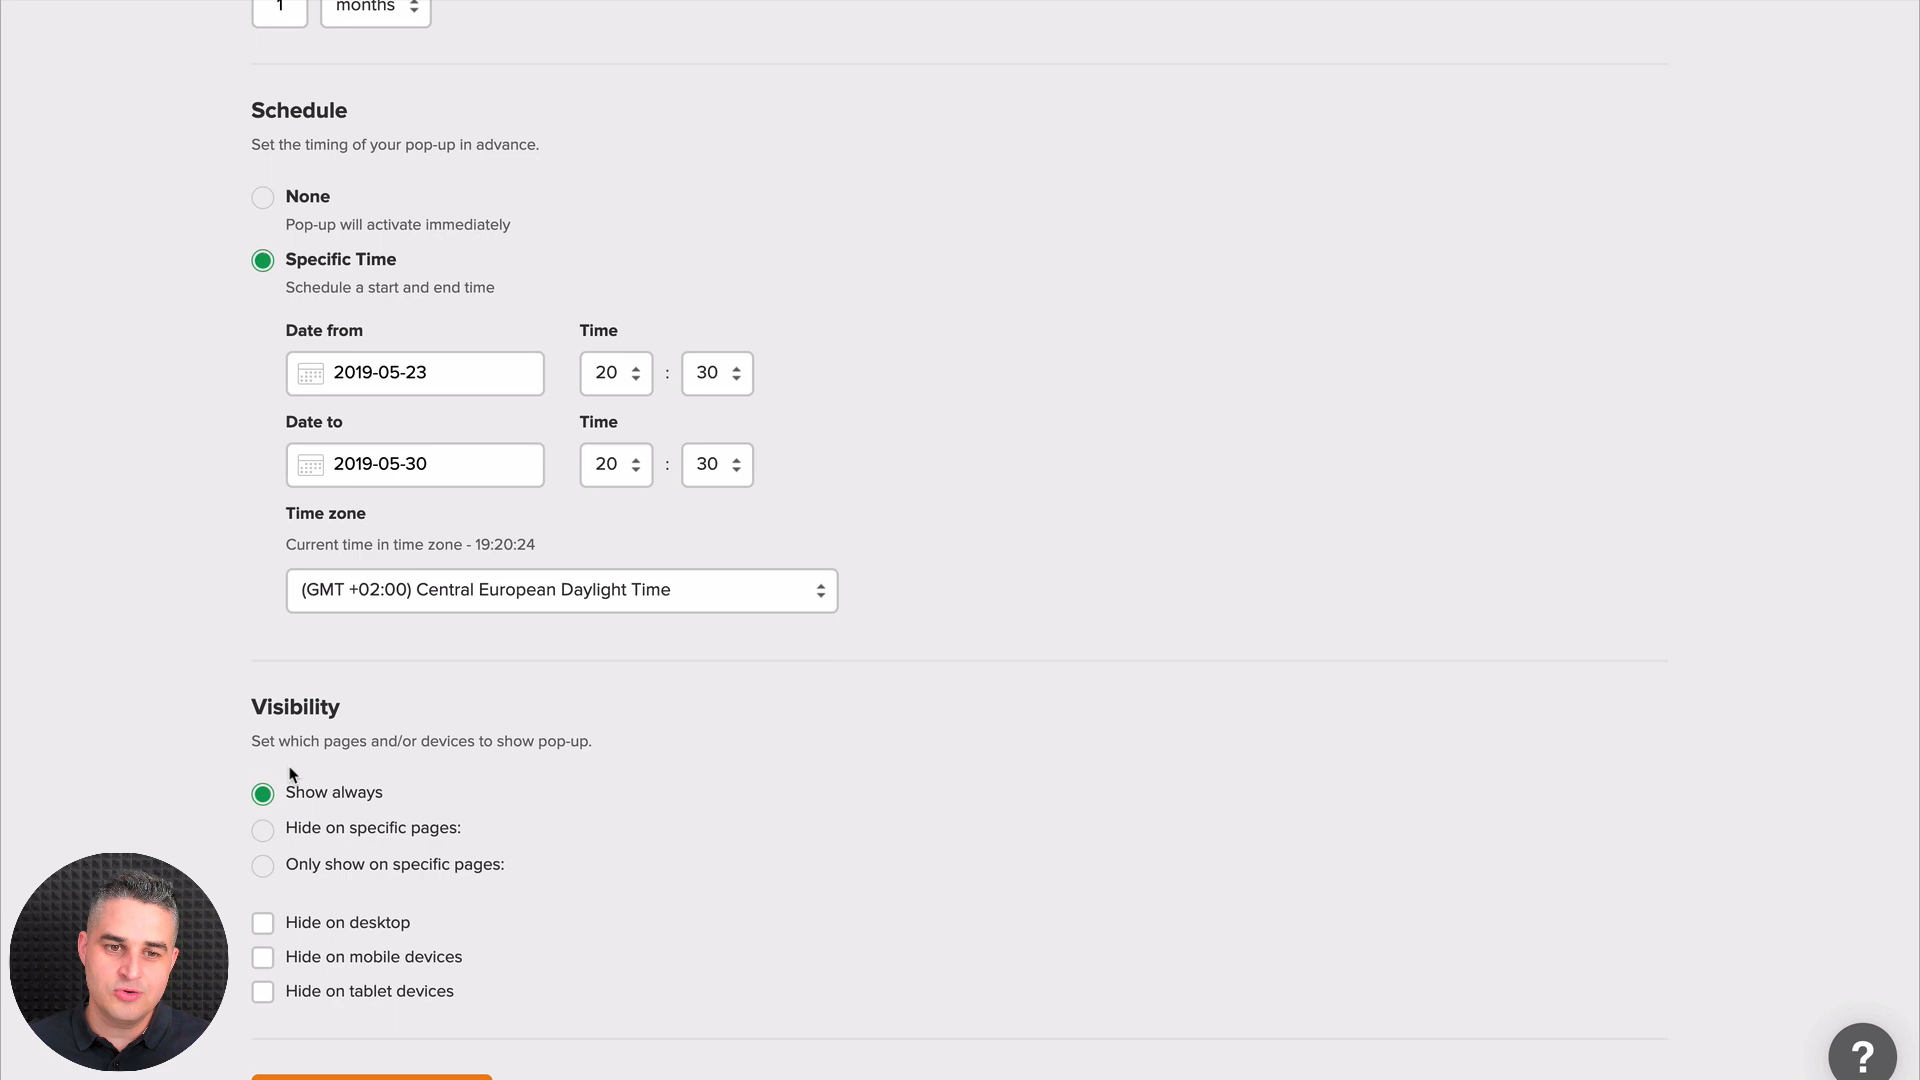 1 months
Schedule
Set the timing of your pop-up in advance.
None
Pop-up will activate immediately
Specific Time
Schedule a start and end time
Date from Time
2019-05-23 20 : 30
Date to Time
2019-05-30 20 : 30
Time zone
Current time in time zone - 19:20:24
(GMT +02:00) Central European Daylight Time
Visibility
Set which pages and/or devices to show pop-up.
Show always
Hide on specific pages:
Only show on specific pages:
Hide on desktop
Hide on mobile devices
Hide on tablet devices
?